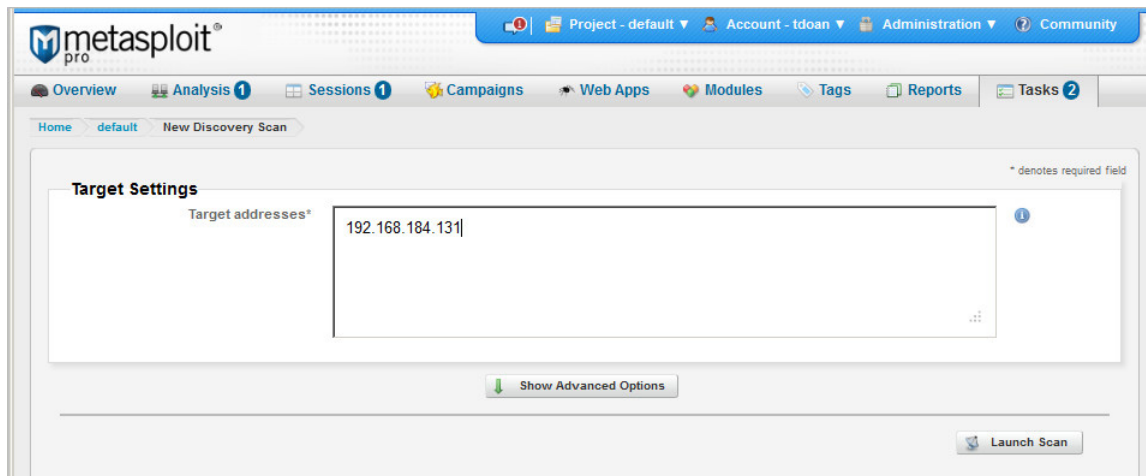 metasploit®
pro
1 Project - default ▼ Account - tdoan ▼ Administration ▼ Community
Overview Analysis 1 Sessions 1 Campaigns Web Apps Modules Tags Reports Tasks 2
Home default New Discovery Scan
* denotes required field
Target Settings
Target addresses* 192.168.184.131
Show Advanced Options
Launch Scan